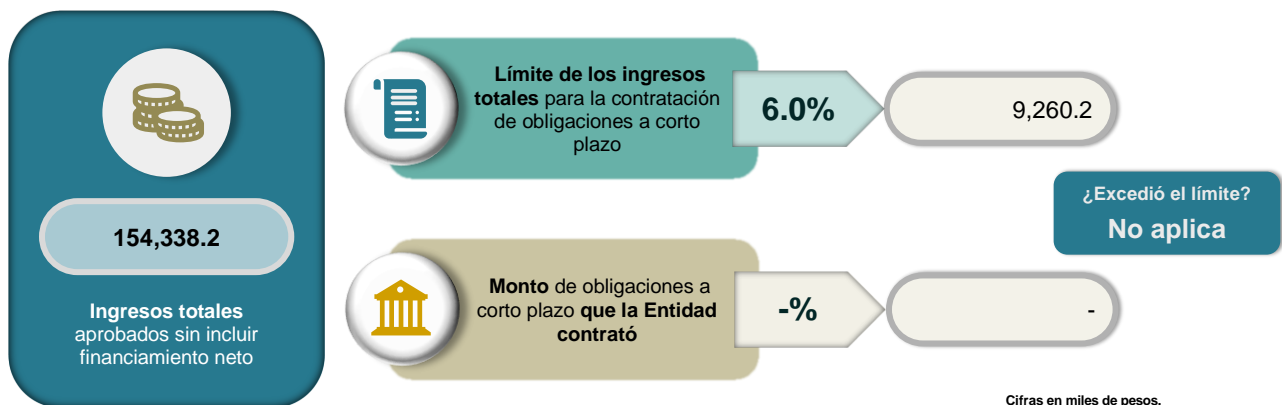 154,338.2
Ingresos totales
aprobados sin incluir
financiamiento neto
Límite de los ingresos
totales para la contratación
de obligaciones a corto
plazo
6.0%
9,260.2
¿Excedió el límite?
No aplica
Monto de obligaciones a
corto plazo que la Entidad
contrató
-%
-
Cifras en miles de pesos.